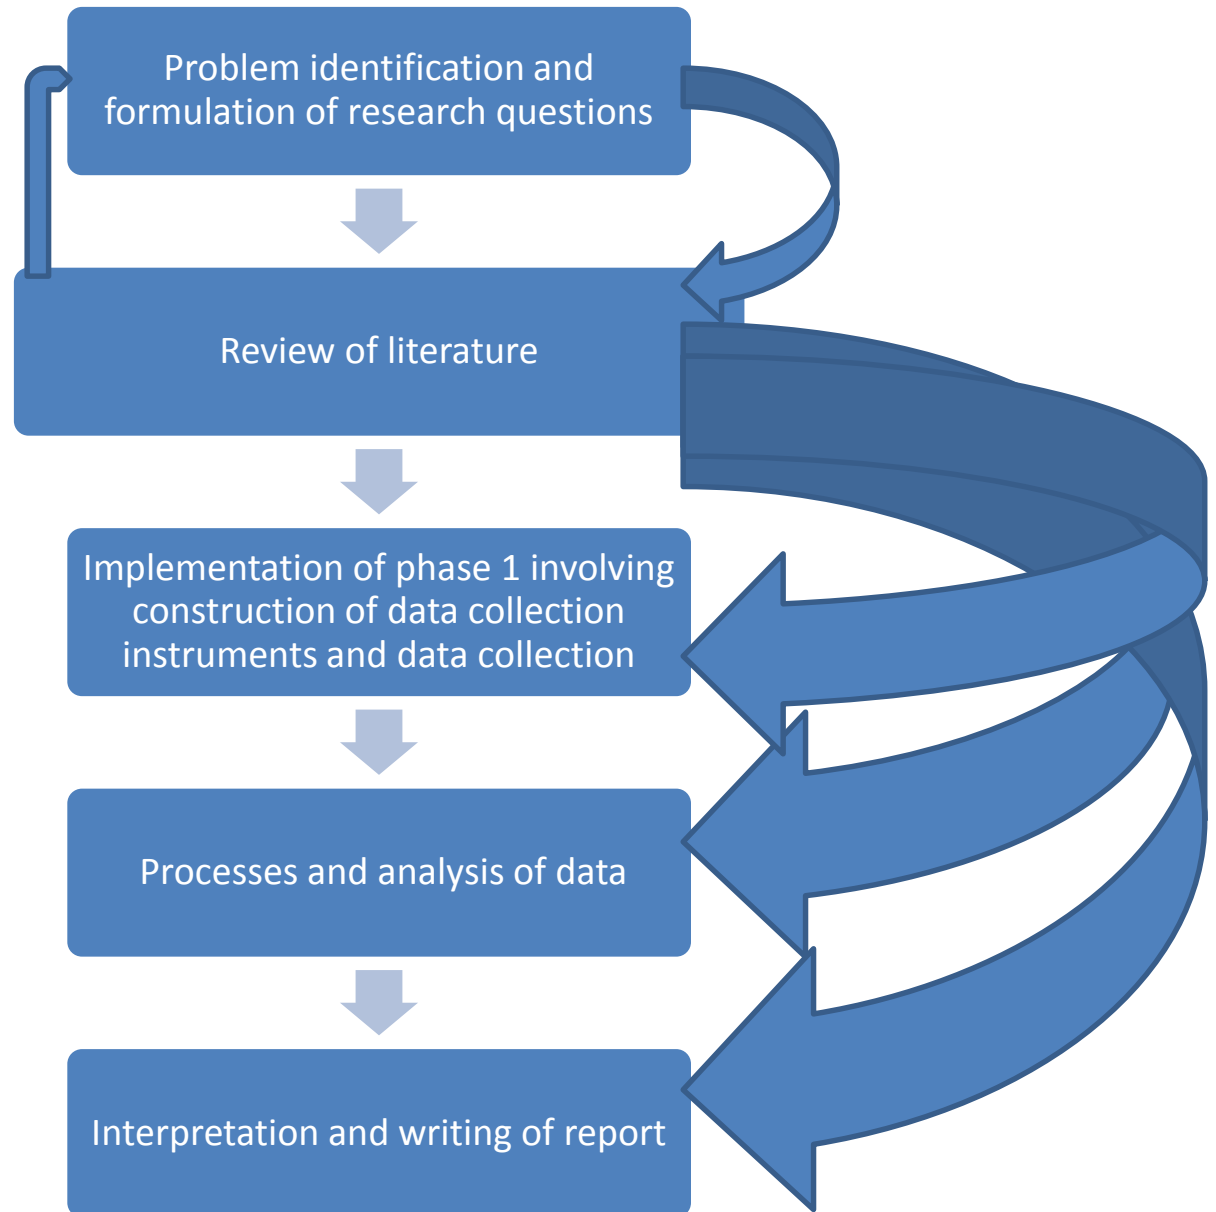 Problem identification and
formulation of research questions
Review of literature
Implementation of phase 1 involving
construction of data collection
instruments and data collection
Processes and analysis of data
Interpretation and writing of report